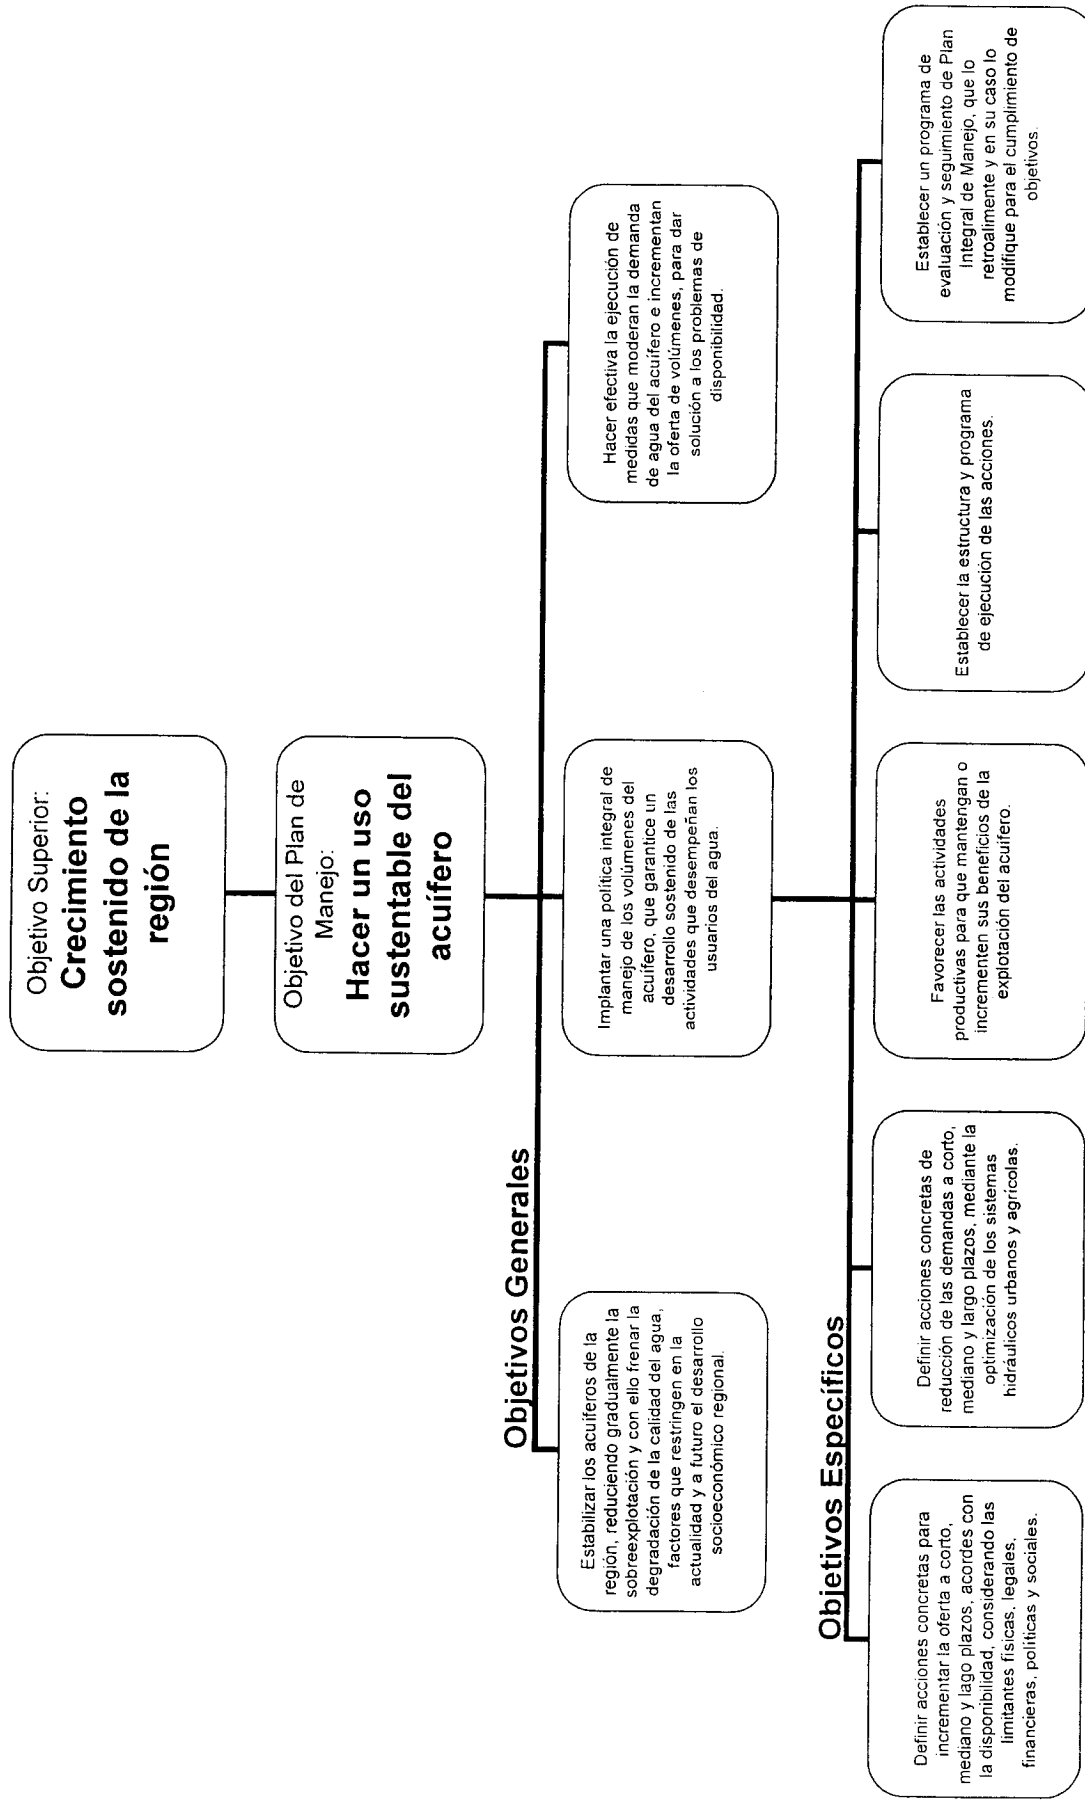 Objetivo Superior:
Crecimiento
sostenido de la
región
Objetivo del Plan de
Manejo:
Hacer un uso
sustentable del
acuífero
Objetivos Generales
Estabilizar los acuíferos de la
región, reduciendo gradualmente la
sobreexplotación y con ello frenar la
degradación de la calidad del agua,
factores que restringen en la
actualidad y a futuro el desarrollo
socioeconómico regional.
Implantar una política integral de
manejo de los volúmenes del
acuífero, que garantice un
desarrollo sostenido de las
actividades que desempeñan los
usuarios del agua.
Hacer efectiva la ejecución de
medidas que moderan la demanda
de agua del acuífero e incrementan
la oferta de volúmenes, para dar
solución a los problemas de
disponibilidad.
Objetivos Específicos
Definir acciones concretas para
incrementar la oferta a corto,
mediano y lago plazos, acordes con
la disponibilidad, considerando las
limitantes físicas, legales,
financieras, políticas y sociales.
Definir acciones concretas de
reducción de las demandas a corto,
mediano y largo plazos, mediante la
optimización de los sistemas
hidráulicos urbanos y agrícolas.
Favorecer las actividades
productivas para que mantengan o
incrementen sus beneficios de la
explotación del acuífero.
Establecer la estructura y programa
de ejecución de las acciones.
Establecer un programa de
evaluación y seguimiento de Plan
Integral de Manejo, que lo
retroalimente y en su caso lo
modifique para el cumplimiento de
objetivos.